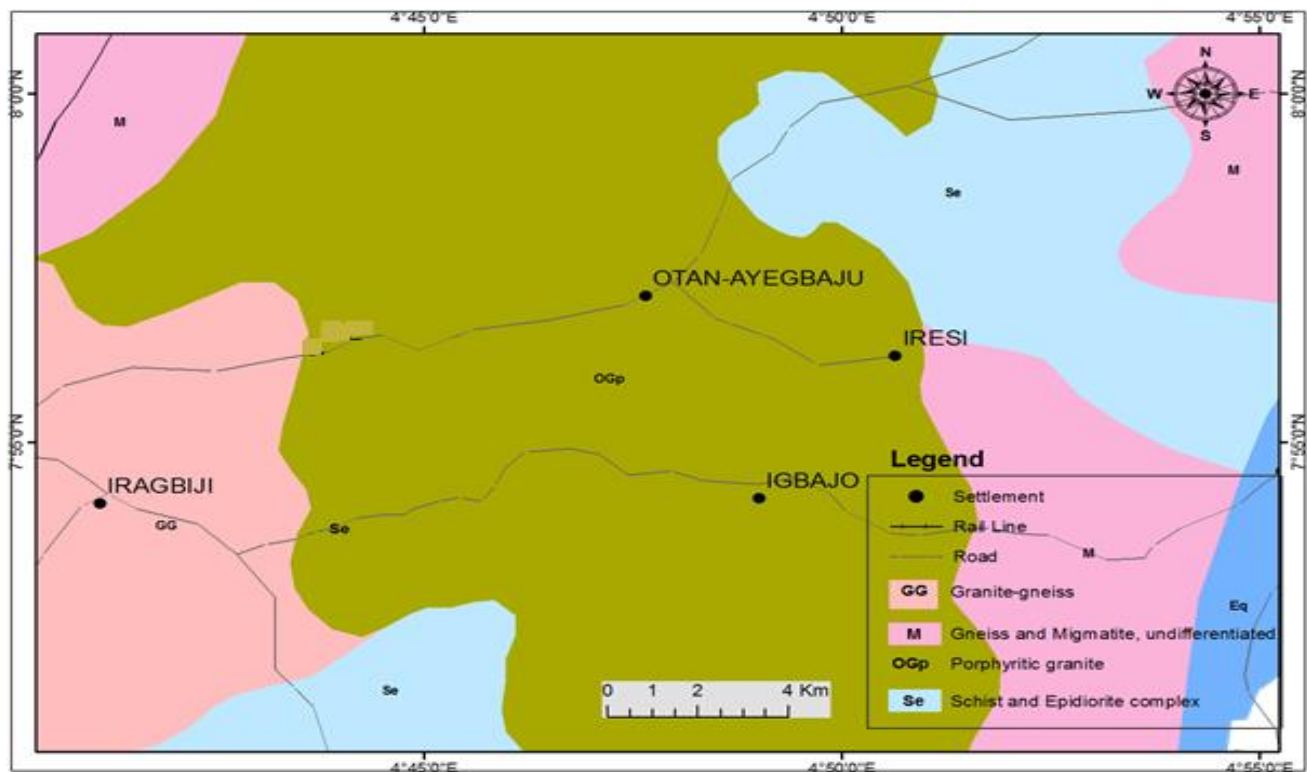 4°45'0"E 4°50'0"E 4°55'0"E
N
W E
S
8°0'0"N 8°0'0"N
M
M
Se
OTAN-AYEGBAJU
IRESI
OGp
7°55'0"N 7°55'0"N
IRAGBIJI
GG
Se
IGBAJO
M
Eq
Se
Legend
Settlement
Rail Line
Road
GG Granite-gneiss
M Gneiss and Migmatite, undifferentiated
OGp Porphyritic granite
Se Schist and Epidiorite complex
0 1 2 4 Km
4°45'0"E 4°50'0"E 4°55'0"E